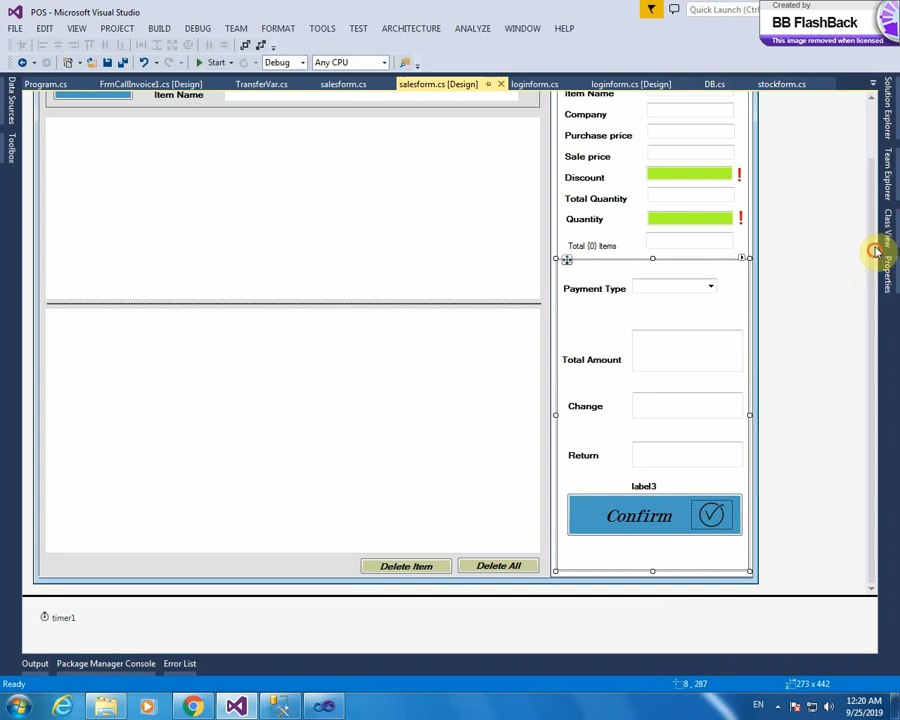 POS - Microsoft Visual Studio
Quick Launch (Ctrl
Created by
BB FlashBack
This image removed when licensed
FILE EDIT VIEW PROJECT BUILD DEBUG TEAM FORMAT TOOLS TEST ARCHITECTURE ANALYZE WINDOW HELP
Start Debug Any CPU
Program.cs FrmCallInvoice1.cs [Design] TransferVar.cs salesform.cs salesform.cs [Design] loginform.cs loginform.cs [Design] DB.cs stockform.cs
Data Sources
Toolbox
Solution Explorer
Team Explorer
Class View
Properties
Item Name
Item Name
Company
Purchase price
Sale price
Discount !
Total Quantity
Quantity !
Total {0} Items
Payment Type
Total Amount
Change
Return
label3
Confirm
Delete Item Delete All
timer1
Output Package Manager Console Error List
Ready 8 , 287 273 x 442
EN 12:20 AM
9/25/2019